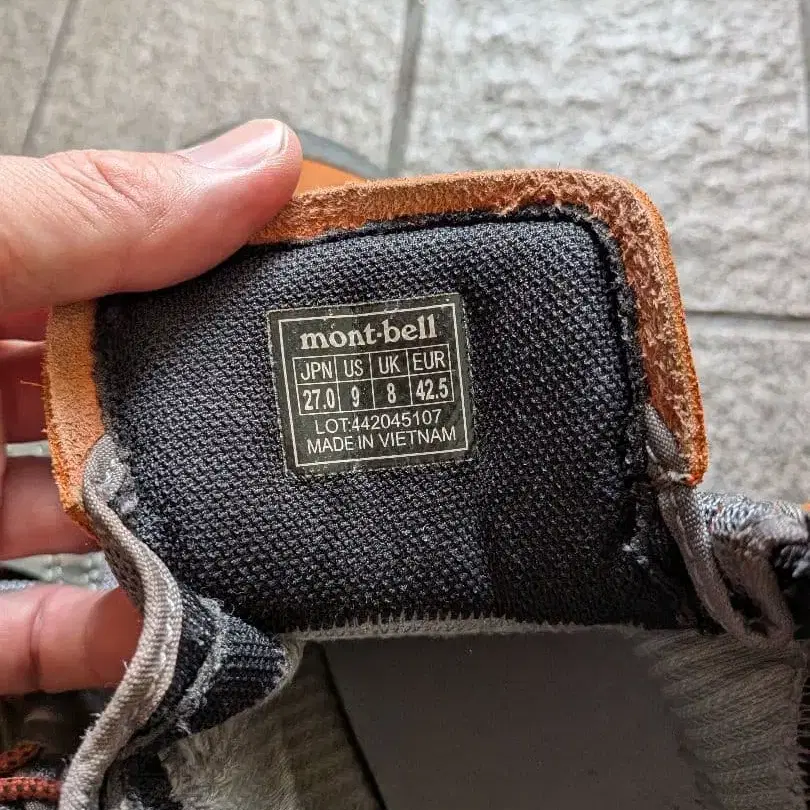 mont-bell
JPN US UK EUR
27.0 9 8 42.5
LOT:442045107
MADE IN VIETNAM